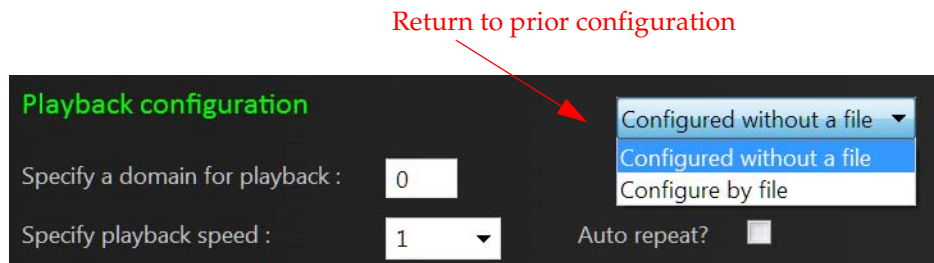 Return to prior configuration
Playback configuration
Configured without a file
Configured without a file
Configure by file
Specify a domain for playback :
0
Specify playback speed :
1
Auto repeat?